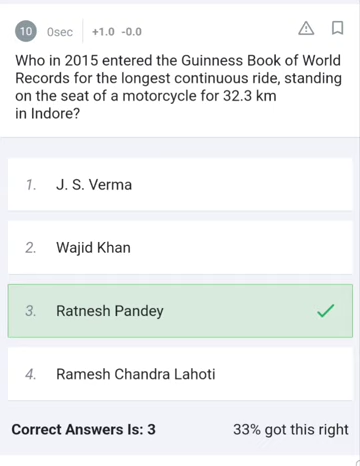 10 0sec +1.0 -0.0
Who in 2015 entered the Guinness Book of World
Records for the longest continuous ride, standing
on the seat of a motorcycle for 32.3 km
in Indore?
1. J. S. Verma
2. Wajid Khan
3. Ratnesh Pandey
4. Ramesh Chandra Lahoti
Correct Answers Is: 3 33% got this right